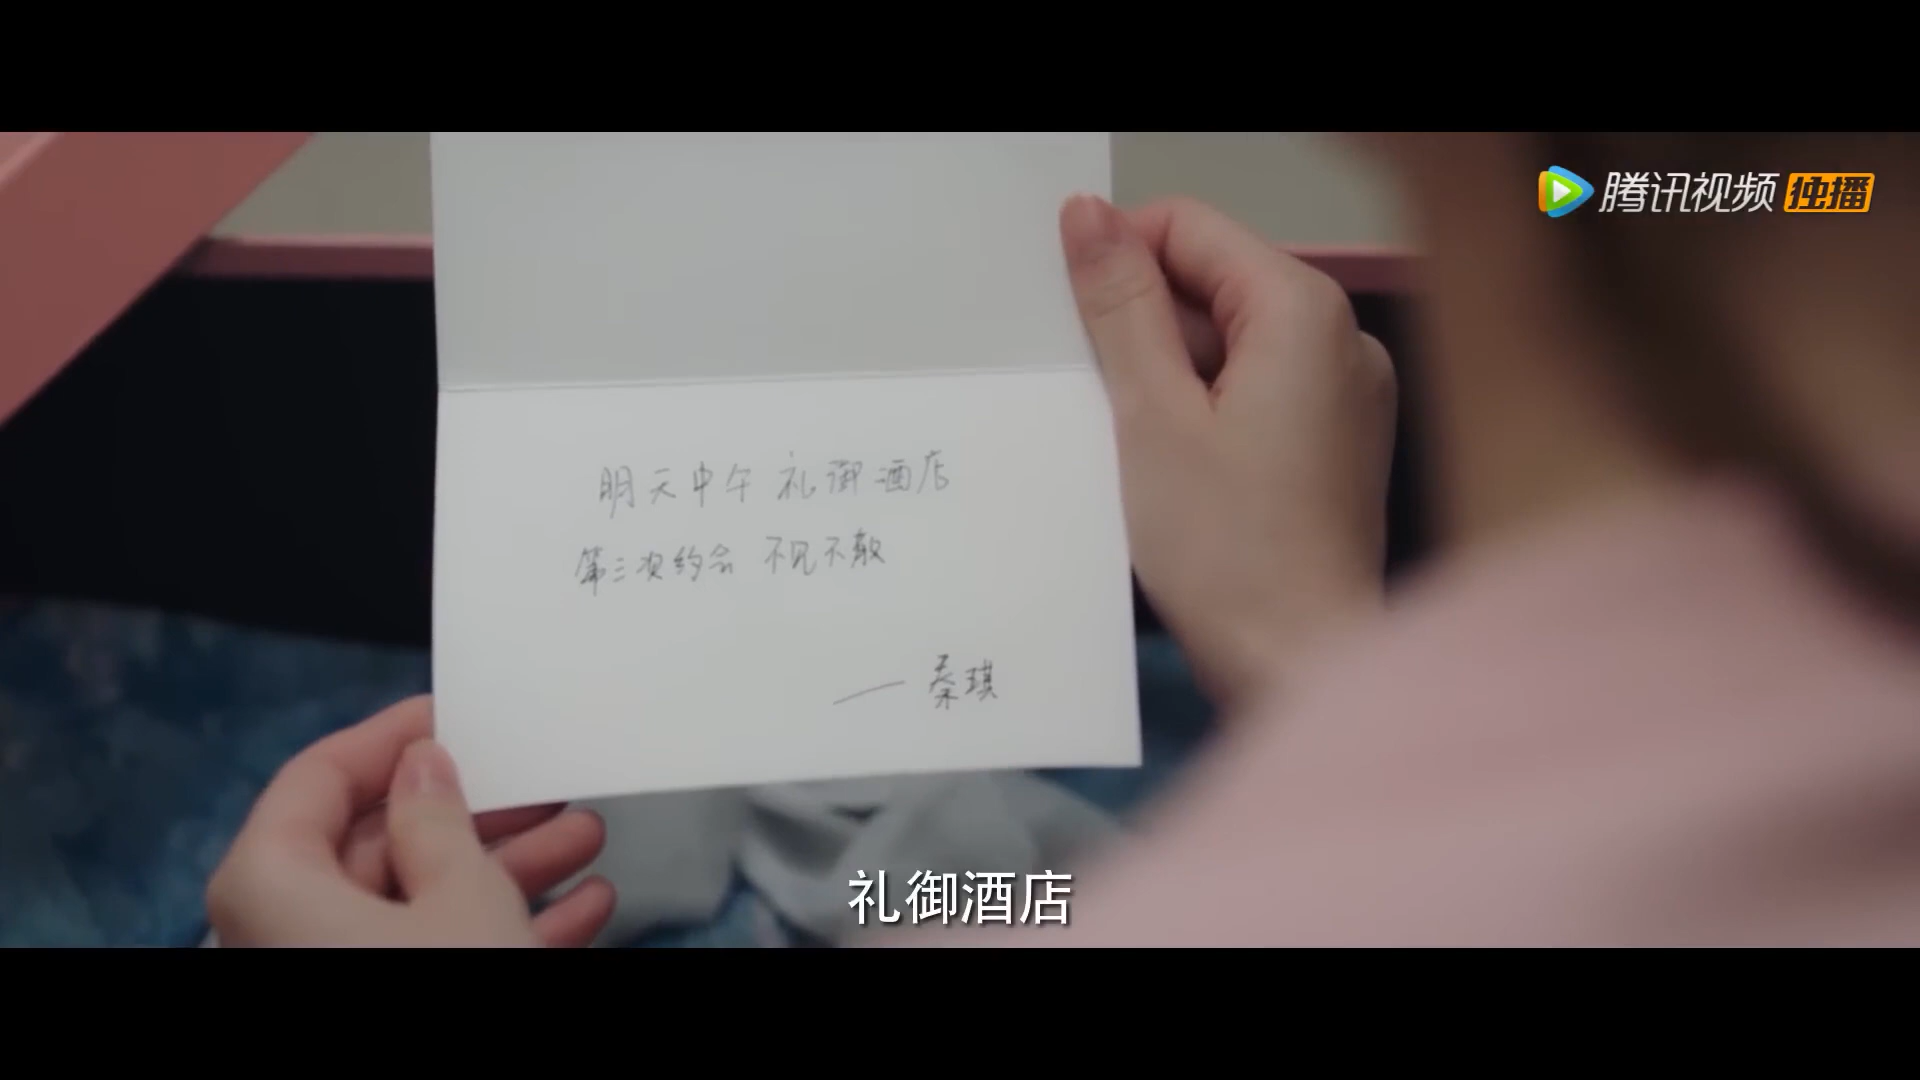 腾讯视频 独播
明天中午 礼御酒店
第三次约会 不见不散
——秦琪
礼御酒店